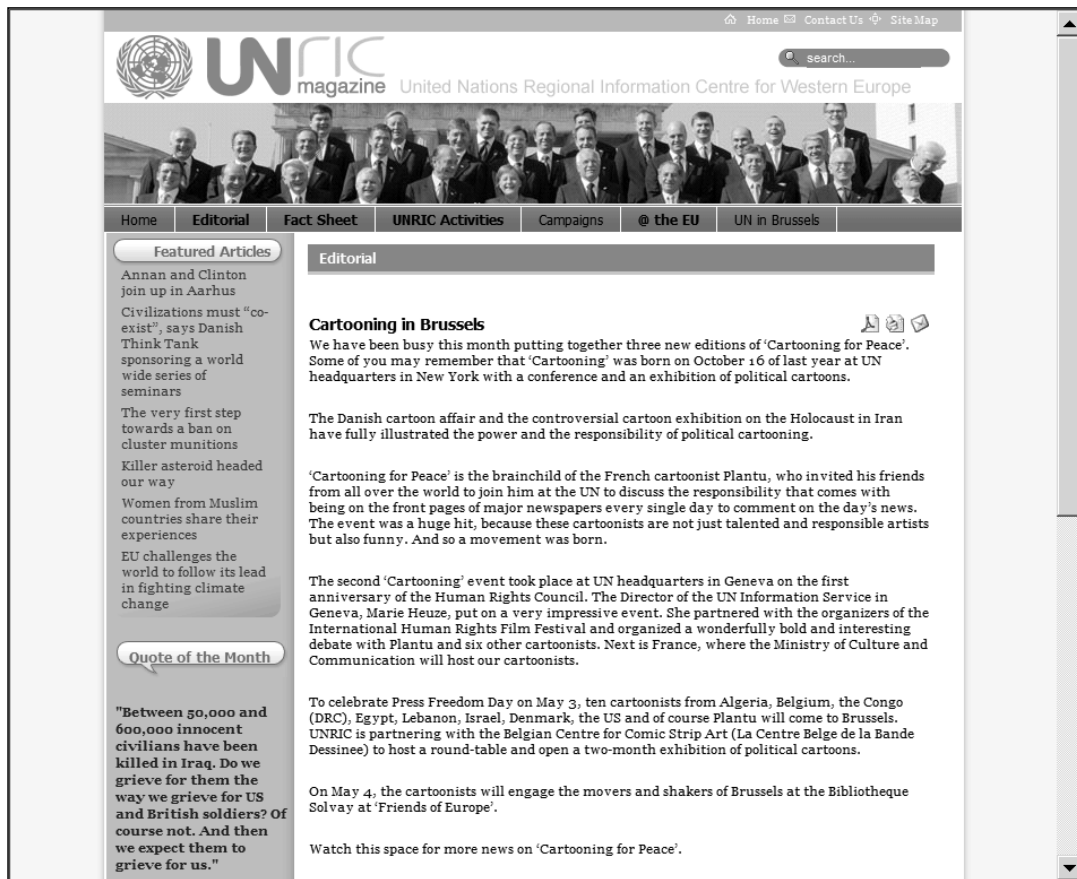 Home Contact Us Site Map
UNric
magazine United Nations Regional Information Centre for Western Europe
search...
Home Editorial Fact Sheet UNRIC Activities Campaigns @ the EU UN in Brussels
Featured Articles
Annan and Clinton
join up in Aarhus
Civilizations must “co-
exist”, says Danish
Think Tank
sponsoring a world
wide series of
seminars
The very first step
towards a ban on
cluster munitions
Killer asteroid headed
our way
Women from Muslim
countries share their
experiences
EU challenges the
world to follow its lead
in fighting climate
change
Quote of the Month
"Between 50,000 and
600,000 innocent
civilians have been
killed in Iraq. Do we
grieve for them the
way we grieve for US
and British soldiers? Of
course not. And then
we expect them to
grieve for us."
Editorial
Cartooning in Brussels
We have been busy this month putting together three new editions of ‘Cartooning for Peace’.
Some of you may remember that ‘Cartooning’ was born on October 16 of last year at UN
headquarters in New York with a conference and an exhibition of political cartoons.
The Danish cartoon affair and the controversial cartoon exhibition on the Holocaust in Iran
have fully illustrated the power and the responsibility of political cartooning.
‘Cartooning for Peace’ is the brainchild of the French cartoonist Plantu, who invited his friends
from all over the world to join him at the UN to discuss the responsibility that comes with
being on the front pages of major newspapers every single day to comment on the day’s news.
The event was a huge hit, because these cartoonists are not just talented and responsible artists
but also funny. And so a movement was born.
The second ‘Cartooning’ event took place at UN headquarters in Geneva on the first
anniversary of the Human Rights Council. The Director of the UN Information Service in
Geneva, Marie Heuze, put on a very impressive event. She partnered with the organizers of the
International Human Rights Film Festival and organized a wonderfully bold and interesting
debate with Plantu and six other cartoonists. Next is France, where the Ministry of Culture and
Communication will host our cartoonists.
To celebrate Press Freedom Day on May 3, ten cartoonists from Algeria, Belgium, the Congo
(DRC), Egypt, Lebanon, Israel, Denmark, the US and of course Plantu will come to Brussels.
UNRIC is partnering with the Belgian Centre for Comic Strip Art (La Centre Belge de la Bande
Dessinee) to host a round-table and open a two-month exhibition of political cartoons.
On May 4, the cartoonists will engage the movers and shakers of Brussels at the Bibliotheque
Solvay at ‘Friends of Europe’.
Watch this space for more news on ‘Cartooning for Peace’.